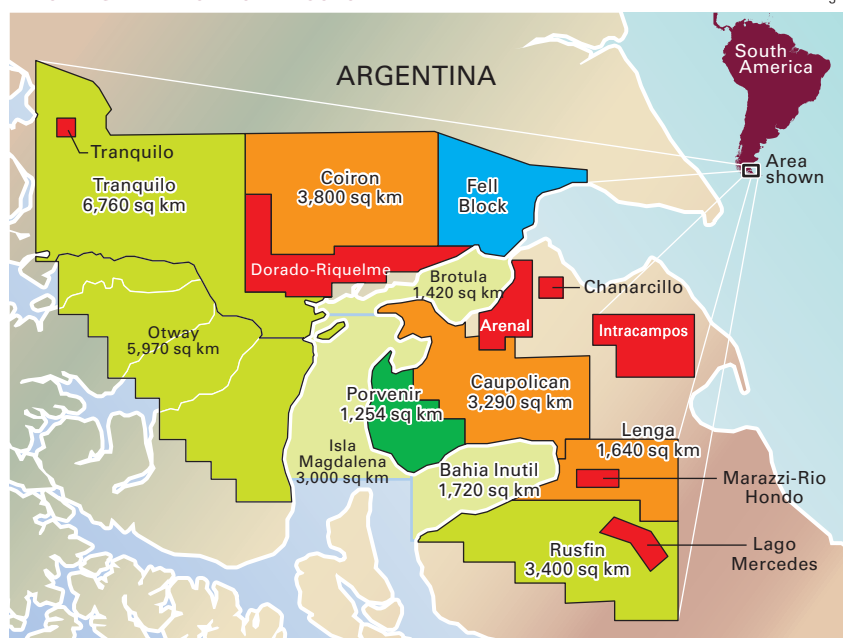 ARGENTINA
South
America
Area
shown
Tranquilo
Tranquilo
6,760 sq km
Coiron
3,800 sq km
Fell
Block
Dorado-Riquelme
Brotula
1,420 sq km
Chanarcillo
Arenal
Intracampos
Otway
5,970 sq km
Caupolican
3,290 sq km
Porvenir
1,254 sq km
Lenga
1,640 sq km
Isla
Magdalena
3,000 sq km
Bahia Inutil
1,720 sq km
Marazzi-Rio
Hondo
Rusfin
3,400 sq km
Lago
Mercedes